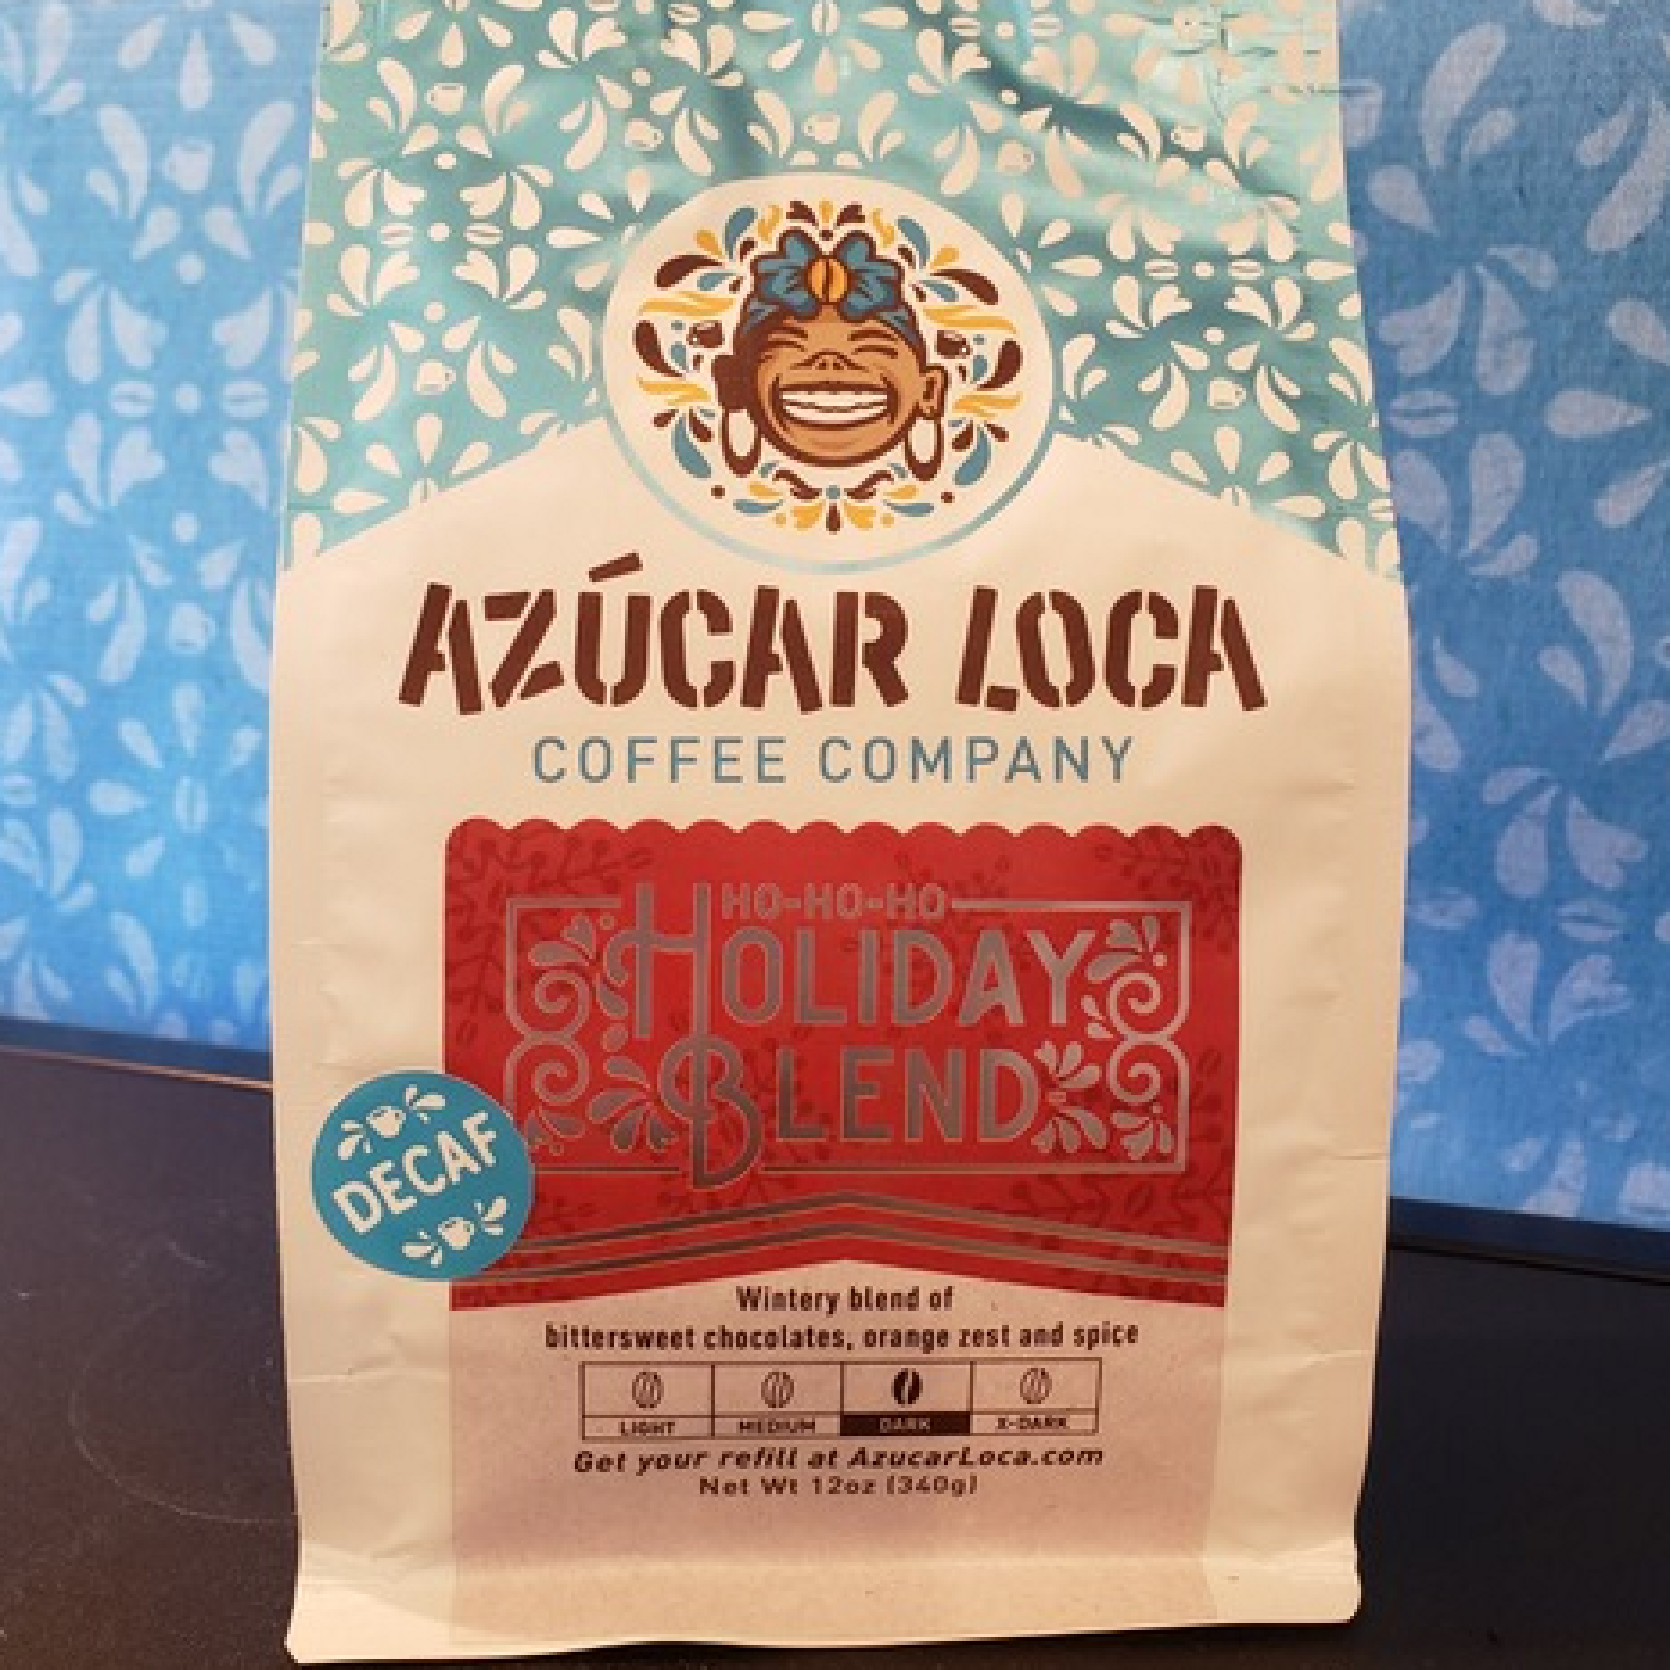 AZÚCAR LOCA
COFFEE COMPANY
HO-HO-HO
HOLIDAY
BLEND
DECAF
Wintery blend of
bittersweet chocolates, orange zest and spice
LIGHT MEDIUM DARK X-DARK
Get your refill at AzucarLoca.com
Net Wt 12oz (340g)